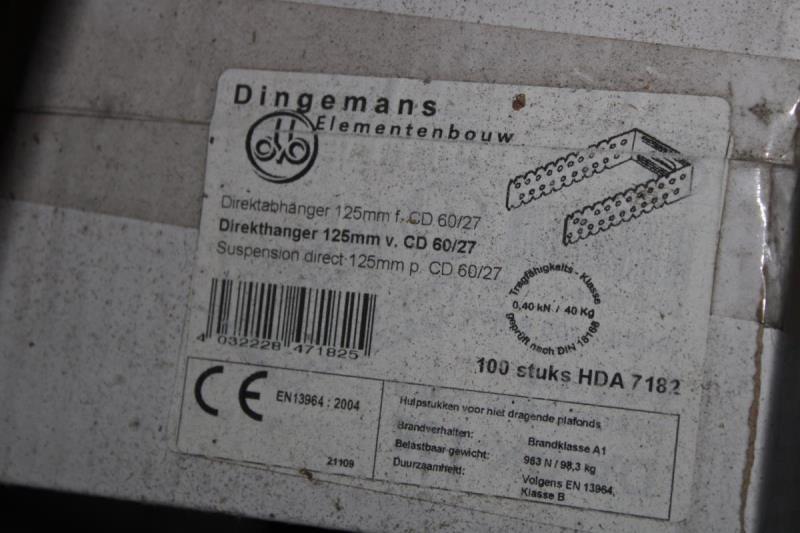 Dingemans
Elementenbouw
Direktabhänger 125mm f. CD 60/27
Direkthanger 125mm v. CD 60/27
Suspension direct 125mm p. CD 60/27
Tragfähigkeits - Klasse
0,40 kN / 40 Kg
geprüft nach DIN 18168
4 032228 471825
100 stuks HDA 7182
CE EN13964 : 2004
21109
Hulpstukken voor niet dragende plafonds
Brandverhalten: Brandklasse A1
Belastbaar gewicht: 963 N / 98,3 kg
Duurzaamheid: Volgens EN 13964,
Klasse B